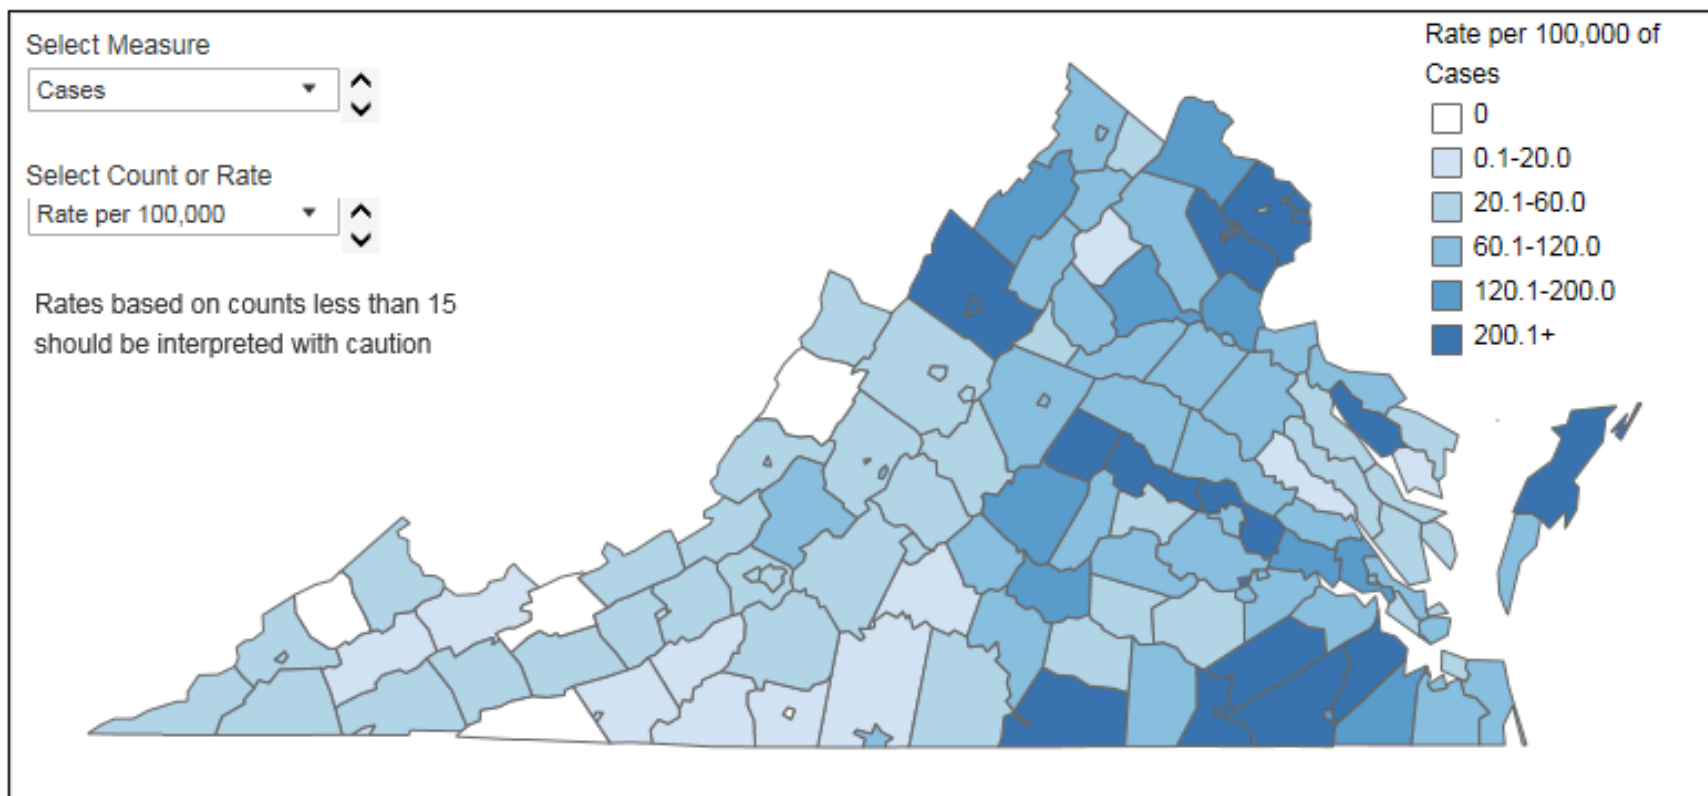 Select Measure
Cases
Select Count or Rate
Rate per 100,000
Rates based on counts less than 15
should be interpreted with caution
Rate per 100,000 of
Cases
0
0.1-20.0
20.1-60.0
60.1-120.0
120.1-200.0
200.1+